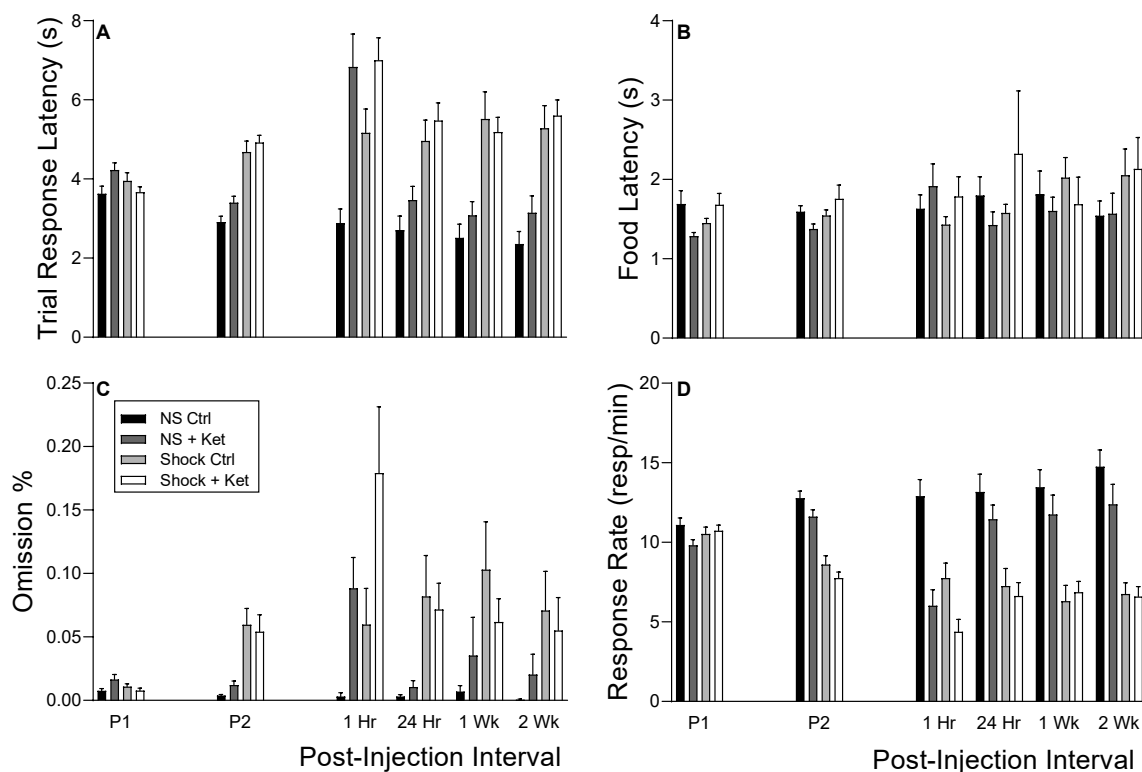 A
Trial Response Latency (s)
8
6
4
2
0
B
Food Latency (s)
4
3
2
1
0
C
Omission %
0.25
0.20
0.15
0.10
0.05
0.00
NS Ctrl
NS + Ket
Shock Ctrl
Shock + Ket
P1
P2
1 Hr
24 Hr
1 Wk
2 Wk
Post-Injection Interval
D
Response Rate (resp/min)
20
15
10
5
0
P1
P2
1 Hr
24 Hr
1 Wk
2 Wk
Post-Injection Interval